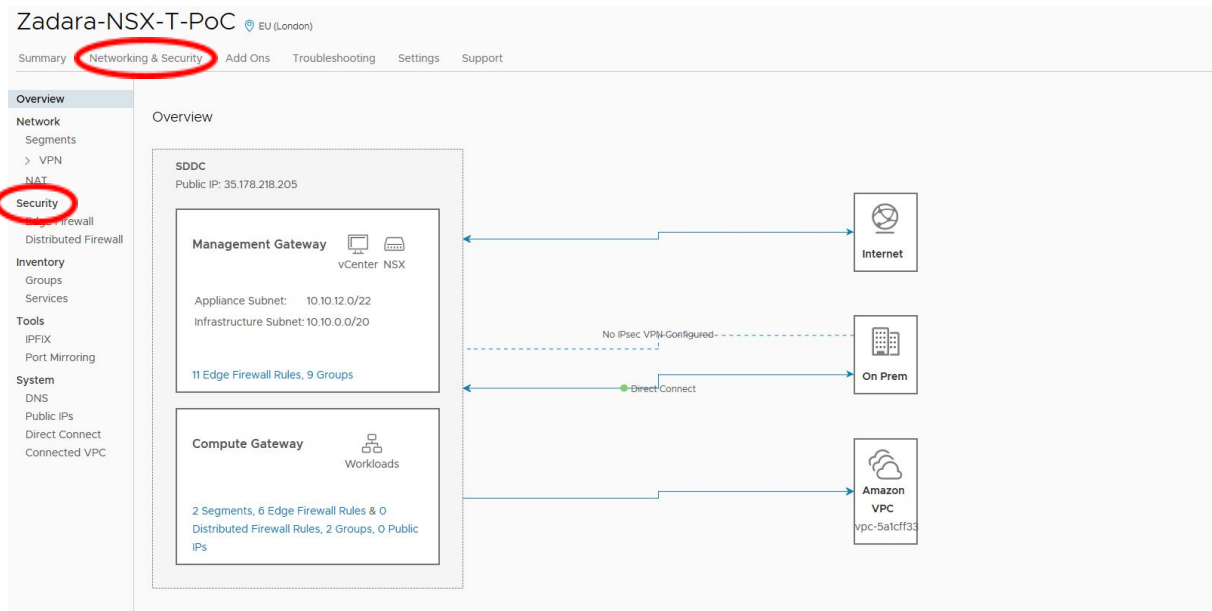 Zadara-NSX-T-PoC EU (London)
Summary Networking & Security Add Ons Troubleshooting Settings Support
Overview
Network
Segments
> VPN
NAT
Security
Edge Firewall
Distributed Firewall
Inventory
Groups
Services
Tools
IPFIX
Port Mirroring
System
DNS
Public IPs
Direct Connect
Connected VPC
Overview
SDDC
Public IP: 35.178.218.205
Management Gateway
vCenter NSX
Appliance Subnet: 10.10.12.0/22
Infrastructure Subnet: 10.10.0.0/20
11 Edge Firewall Rules, 9 Groups
Compute Gateway
Workloads
2 Segments, 6 Edge Firewall Rules & 0
Distributed Firewall Rules, 2 Groups, 0 Public
IPs
Internet
No IPsec VPN Configured
On Prem
Direct Connect
Amazon
VPC
vpc-5a1cff33